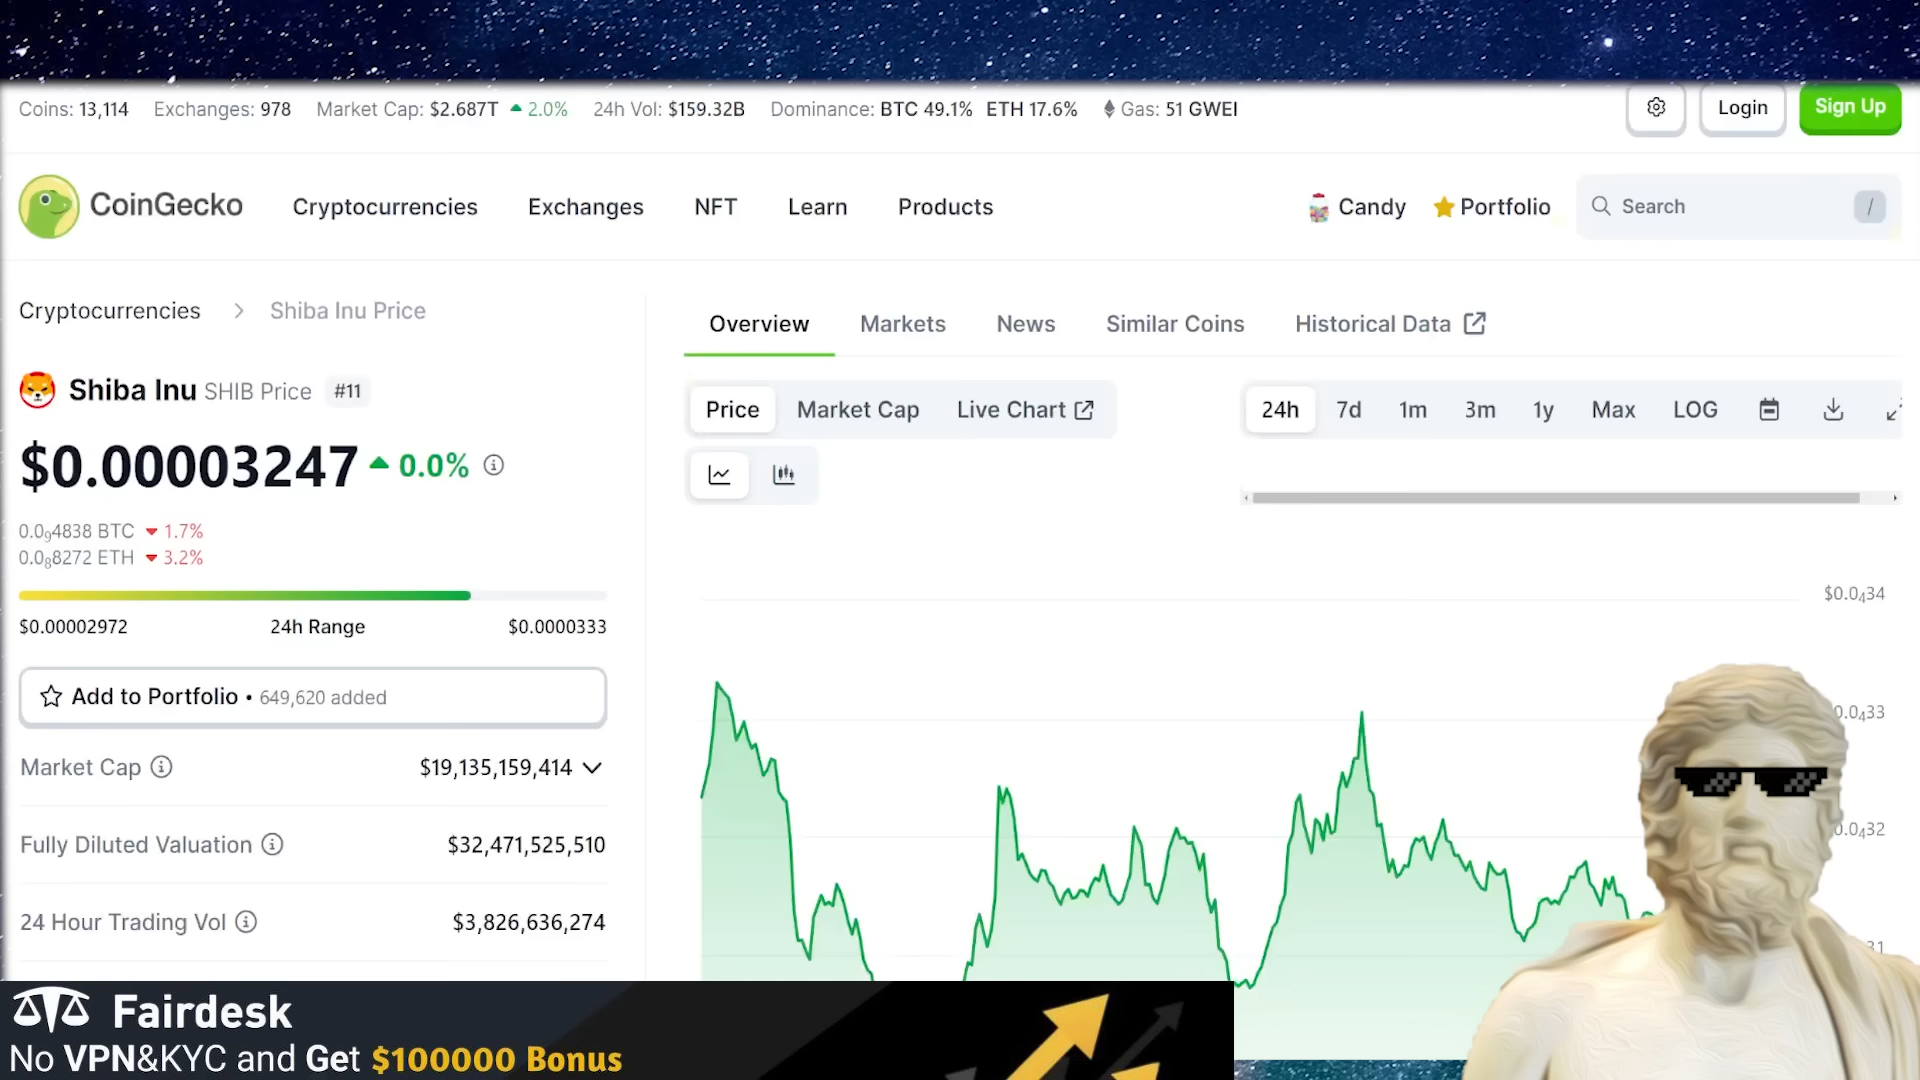 Coins: 13,114 Exchanges: 978 Market Cap: $2.687T 2.0% 24h Vol: $159.32B Dominance: BTC 49.1% ETH 17.6% Gas: 51 GWEI
Login
Sign Up
CoinGecko
Cryptocurrencies Exchanges NFT Learn Products
Candy Portfolio
Search /
Cryptocurrencies > Shiba Inu Price
Shiba Inu SHIB Price #11
$0.00003247 0.0%
0.0₉4838 BTC 1.7%
0.0₈8272 ETH 3.2%
$0.00002972 24h Range $0.0000333
Add to Portfolio • 649,620 added
Market Cap $19,135,159,414
Fully Diluted Valuation $32,471,525,510
24 Hour Trading Vol $3,826,636,274
Overview Markets News Similar Coins Historical Data
Price Market Cap Live Chart
24h 7d 1m 3m 1y Max LOG
$0.0₄34
0.0₄33
0.0₄32
31
Fairdesk
No VPN&KYC and Get $100000 Bonus